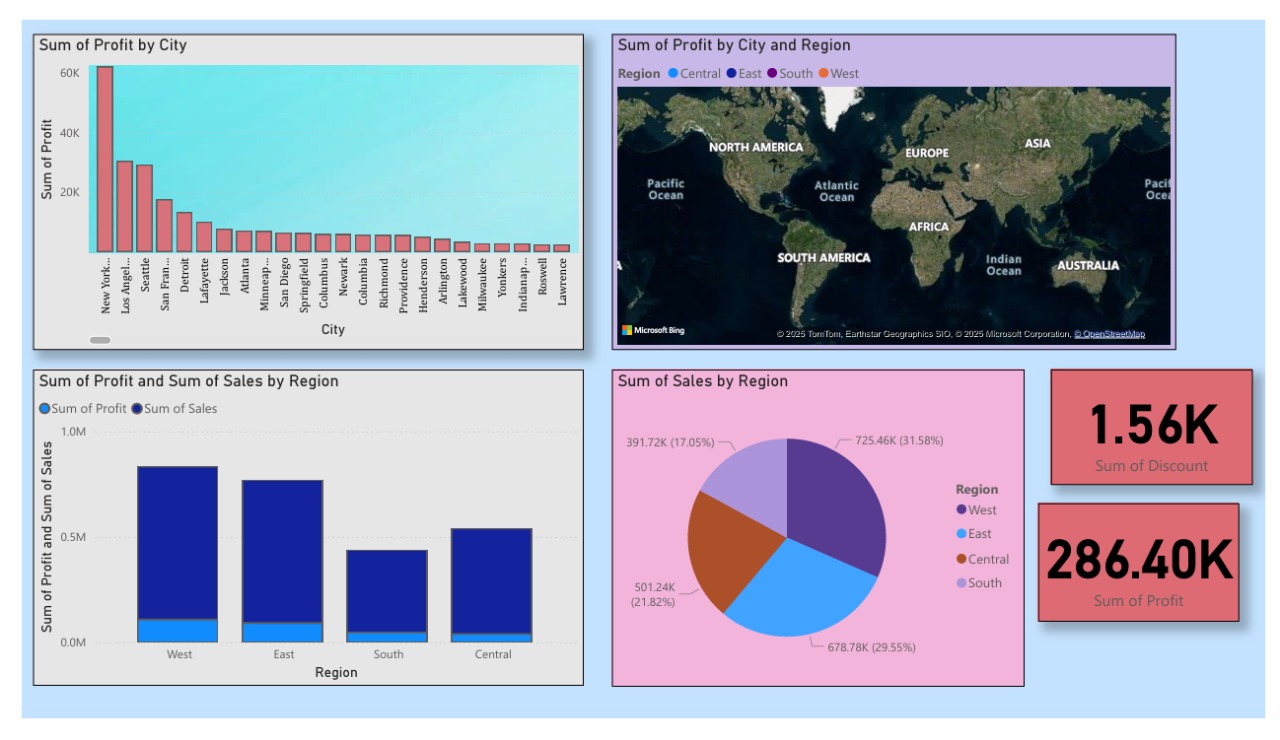 Sum of Profit by City
60K
40K
20K
Sum of Profit
New York...
Los Angel...
Seattle
San Fran...
Detroit
Lafayette
Jackson
Atlanta
Minneap...
San Diego
Springfield
Columbus
Newark
Columbia
Richmond
Providence
Henderson
Arlington
Lakewood
Milwaukee
Yonkers
Indianap...
Roswell
Lawrence
City
Sum of Profit by City and Region
Region Central East South West
NORTH AMERICA
EUROPE
ASIA
Pacific
Ocean
Atlantic
Ocean
Pacif
Ocea
AFRICA
SOUTH AMERICA
Indian
Ocean
AUSTRALIA
A
Microsoft Bing
© 2025 TomTom, Earthstar Geographics SIO, © 2025 Microsoft Corporation, © OpenStreetMap
Sum of Profit and Sum of Sales by Region
Sum of Profit Sum of Sales
1.0M
0.5M
0.0M
Sum of Profit and Sum of Sales
West East South Central
Region
Sum of Sales by Region
391.72K (17.05%)
725.46K (31.58%)
501.24K
(21.82%)
678.78K (29.55%)
Region
West
East
Central
South
1.56K
Sum of Discount
286.40K
Sum of Profit